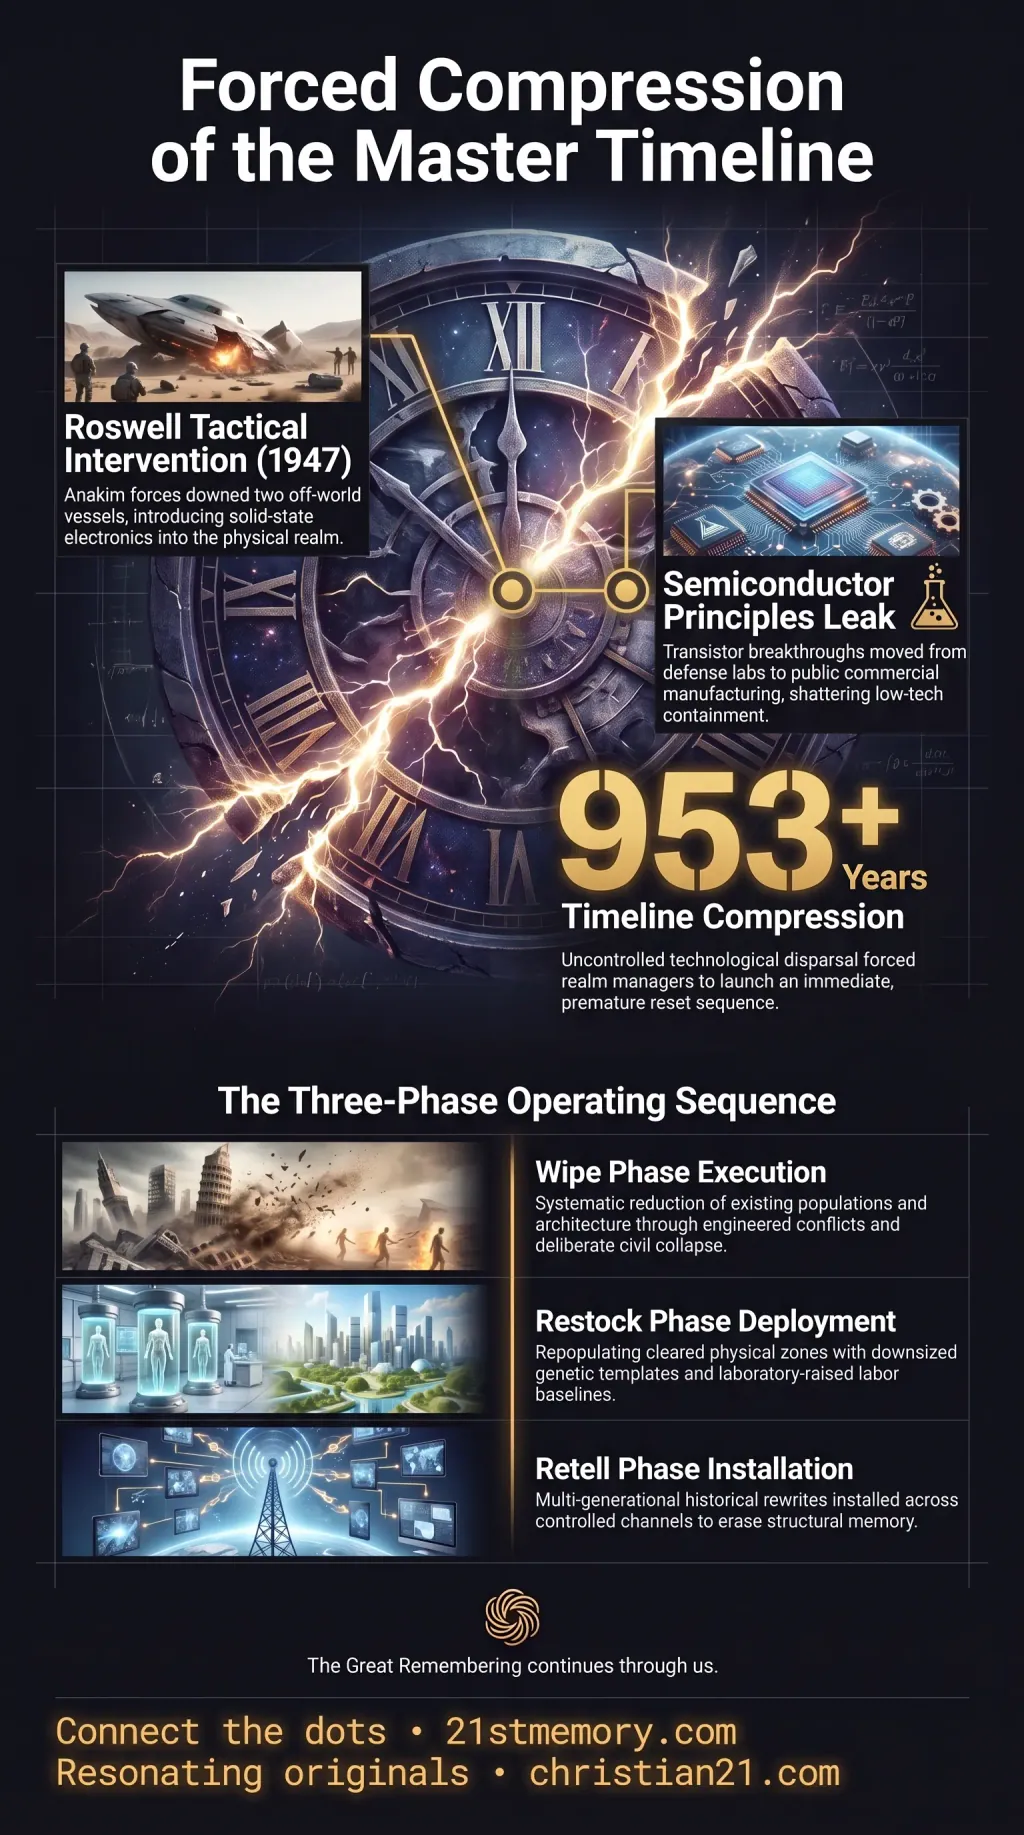 Forced Compression
of the Master Timeline
XII
Roswell Tactical
Intervention (1947)
Anakim forces downed two off-world
vessels, introducing solid-state
electronics into the physical realm.
Semiconductor
Principles Leak
Transistor breakthroughs moved from
defense labs to public commercial
manufacturing, shattering low-tech
containment.
953+
Years
Timeline Compression
Uncontrolled technological disparsal forced
realm managers to launch an immediate,
premature reset sequence.
The Three-Phase Operating Sequence
Wipe Phase Execution
Systematic reduction of existing populations and
architecture through engineered conflicts and
deliberate civil collapse.
Restock Phase Deployment
Repopulating cleared physical zones with downsized
genetic templates and laboratory-raised labor
baselines.
Retell Phase Installation
Multi-generational historical rewrites installed across
controlled channels to erase structural memory.
The Great Remembering continues through us.
Connect the dots • 21stmemory.com
Resonating originals • christian21.com